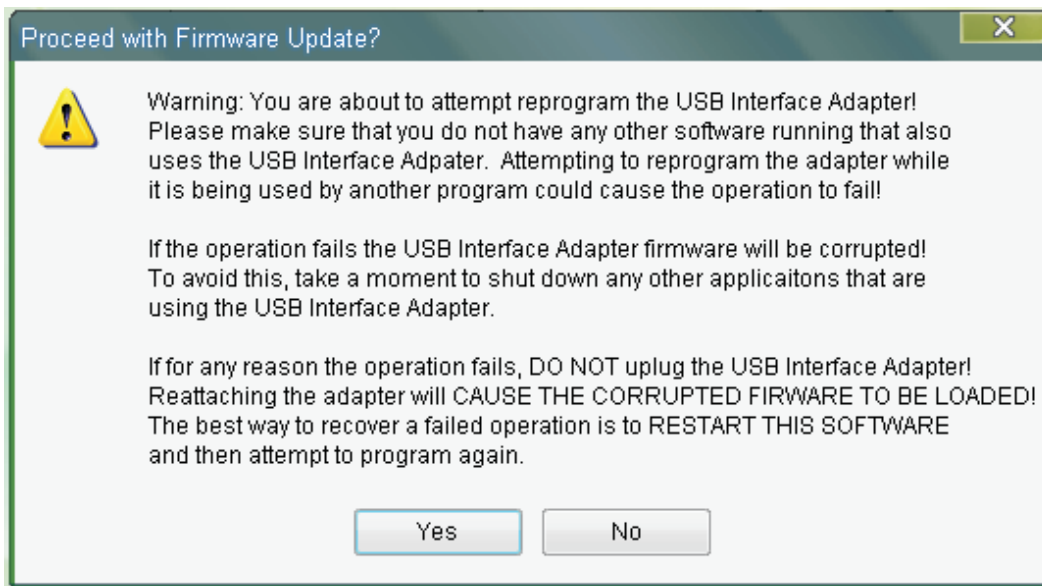 Proceed with Firmware Update?
Warning: You are about to attempt reprogram the USB Interface Adapter!
Please make sure that you do not have any other software running that also
uses the USB Interface Adpater.  Attempting to reprogram the adapter while
it is being used by another program could cause the operation to fail!
If the operation fails the USB Interface Adapter firmware will be corrupted!
To avoid this, take a moment to shut down any other applicaitons that are
using the USB Interface Adapter.
If for any reason the operation fails, DO NOT uplug the USB Interface Adapter!
Reattaching the adapter will CAUSE THE CORRUPTED FIRWARE TO BE LOADED!
The best way to recover a failed operation is to RESTART THIS SOFTWARE
and then attempt to program again.
Yes
No